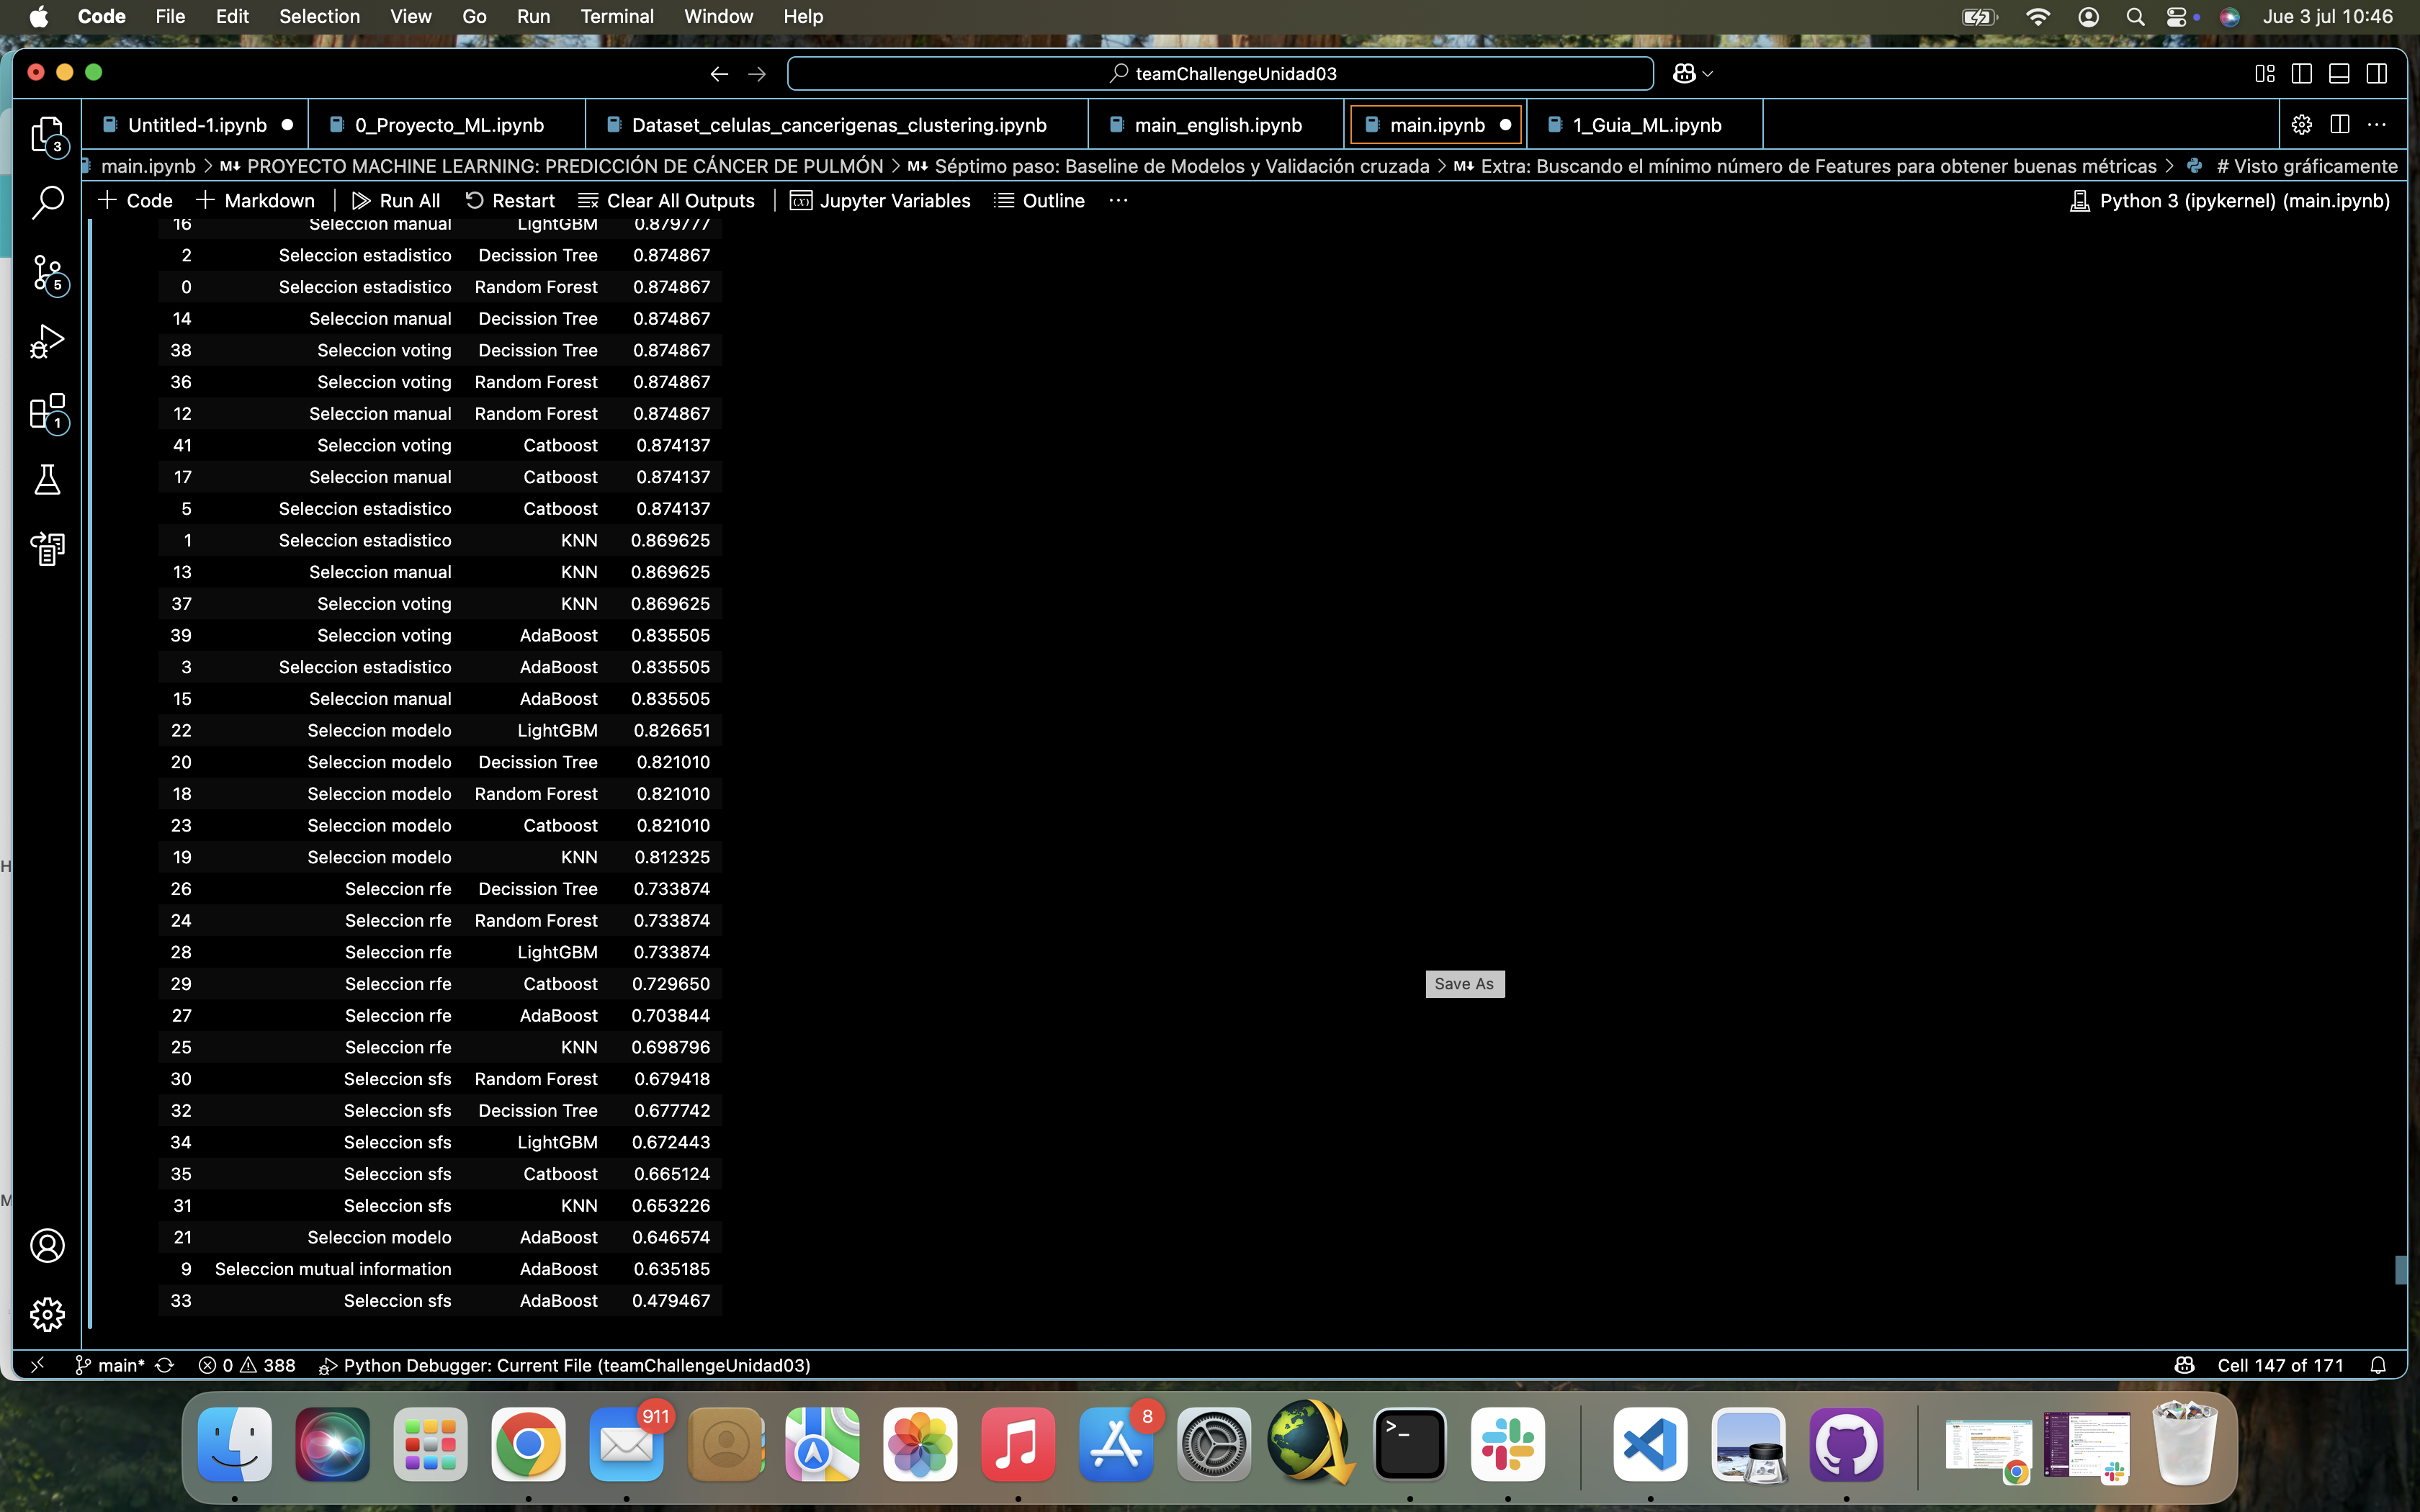 Code File Edit Selection View Go Run Terminal Window Help Jue 3 jul 10:46
teamChallengeUnidad03
Untitled-1.ipynb 0_Proyecto_ML.ipynb Dataset_celulas_cancerigenas_clustering.ipynb main_english.ipynb main.ipynb 1_Guia_ML.ipynb
main.ipynb > M↓ PROYECTO MACHINE LEARNING: PREDICCIÓN DE CÁNCER DE PULMÓN > M↓ Séptimo paso: Baseline de Modelos y Validación cruzada > M↓ Extra: Buscando el mínimo número de Features para obtener buenas métricas > # Visto gráficamente
+ Code + Markdown Run All Restart Clear All Outputs Jupyter Variables Outline ··· Python 3 (ipykernel) (main.ipynb)
16 Seleccion manual LightGBM 0.879777
2 Seleccion estadistico Decission Tree 0.874867
0 Seleccion estadistico Random Forest 0.874867
14 Seleccion manual Decission Tree 0.874867
38 Seleccion voting Decission Tree 0.874867
36 Seleccion voting Random Forest 0.874867
12 Seleccion manual Random Forest 0.874867
41 Seleccion voting Catboost 0.874137
17 Seleccion manual Catboost 0.874137
5 Seleccion estadistico Catboost 0.874137
1 Seleccion estadistico KNN 0.869625
13 Seleccion manual KNN 0.869625
37 Seleccion voting KNN 0.869625
39 Seleccion voting AdaBoost 0.835505
3 Seleccion estadistico AdaBoost 0.835505
15 Seleccion manual AdaBoost 0.835505
22 Seleccion modelo LightGBM 0.826651
20 Seleccion modelo Decission Tree 0.821010
18 Seleccion modelo Random Forest 0.821010
23 Seleccion modelo Catboost 0.821010
19 Seleccion modelo KNN 0.812325
26 Seleccion rfe Decission Tree 0.733874
24 Seleccion rfe Random Forest 0.733874
28 Seleccion rfe LightGBM 0.733874
29 Seleccion rfe Catboost 0.729650
27 Seleccion rfe AdaBoost 0.703844
25 Seleccion rfe KNN 0.698796
30 Seleccion sfs Random Forest 0.679418
32 Seleccion sfs Decission Tree 0.677742
34 Seleccion sfs LightGBM 0.672443
35 Seleccion sfs Catboost 0.665124
31 Seleccion sfs KNN 0.653226
21 Seleccion modelo AdaBoost 0.646574
9 Seleccion mutual information AdaBoost 0.635185
33 Seleccion sfs AdaBoost 0.479467
Save As
3
5
1
main* 0 388 Python Debugger: Current File (teamChallengeUnidad03) Cell 147 of 171
911 8